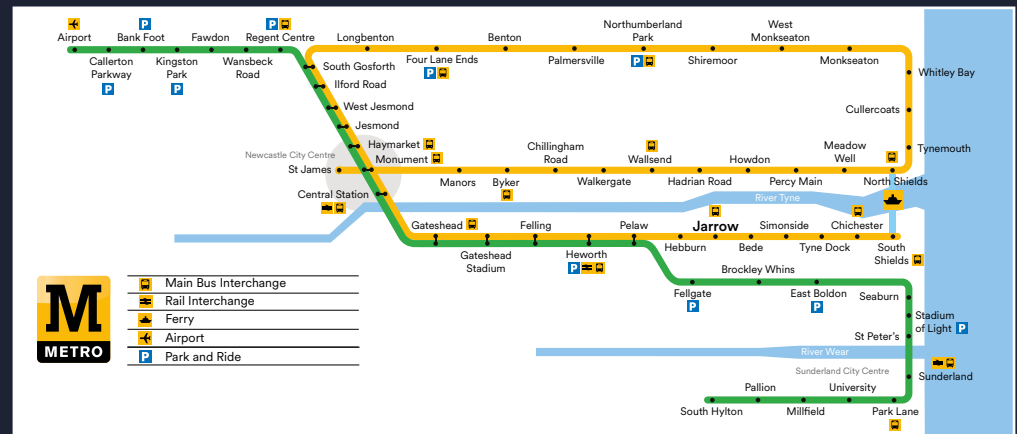 Airport
Bank Foot
Fawdon
Regent Centre
Callerton
Parkway
Kingston
Park
Wansbeck
Road
Longbenton
Four Lane Ends
Benton
Palmersville
Northumberland
Park
Shiremoor
West
Monkseaton
Monkseaton
South Gosforth
Ilford Road
West Jesmond
Jesmond
Haymarket
Monument
Newcastle City Centre
St James
Central Station
Whitley Bay
Cullercoats
Tynemouth
Manors
Byker
Chillingham
Road
Walkergate
Wallsend
Hadrian Road
Howdon
Percy Main
Meadow
Well
North Shields
River Tyne
Gateshead
Gateshead
Stadium
Felling
Heworth
Pelaw
Hebburn
Jarrow
Bede
Simonside
Tyne Dock
Chichester
South
Shields
Fellgate
Brockley Whins
East Boldon
Seaburn
Stadium
of Light
St Peter's
River Wear
Sunderland City Centre
Sunderland
South Hylton
Pallion
Millfield
University
Park Lane
M
METRO
Main Bus Interchange
Rail Interchange
Ferry
Airport
P Park and Ride